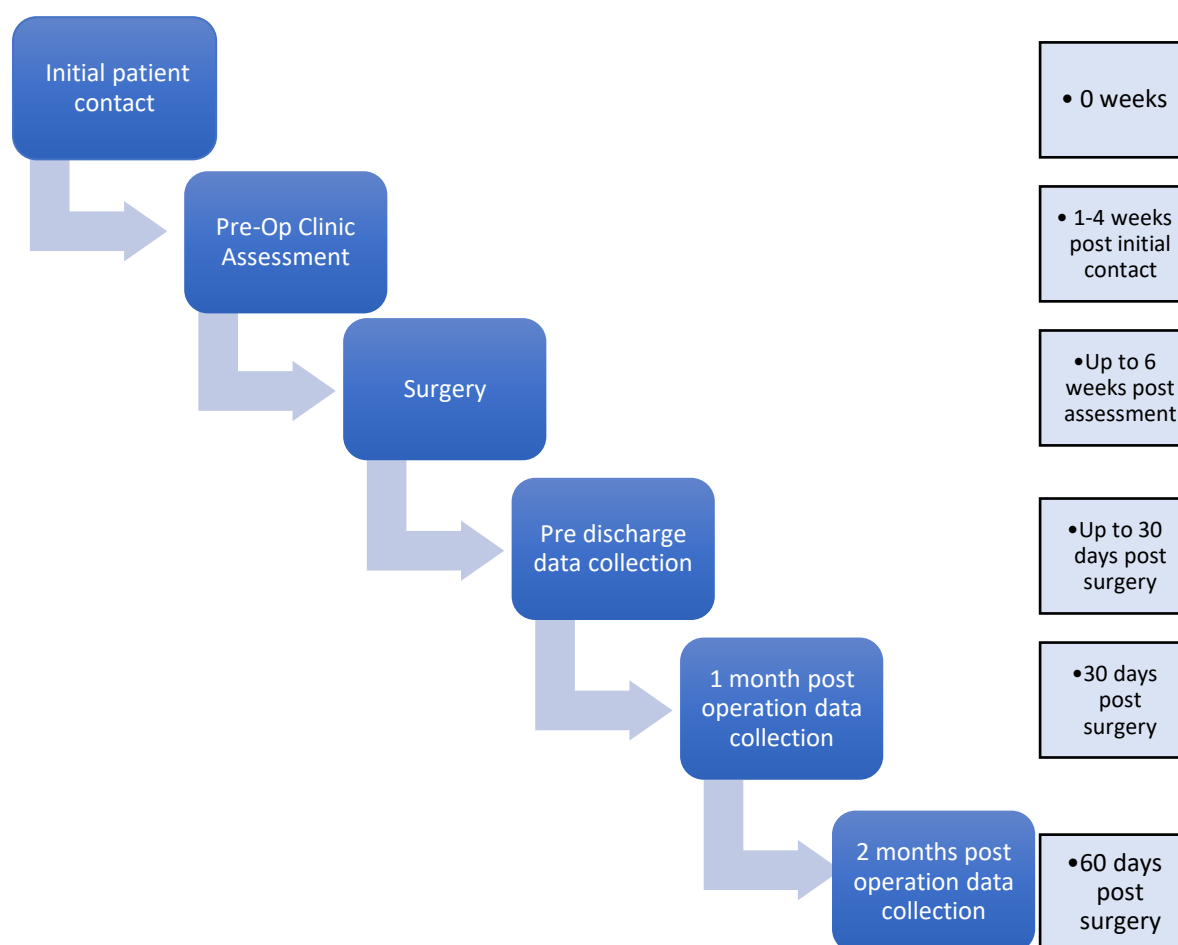 Initial patient
contact
• 0 weeks
Pre-Op Clinic
Assessment
• 1-4 weeks
post initial
contact
Surgery
•Up to 6
weeks post
assessment
Pre discharge
data collection
•Up to 30
days post
surgery
1 month post
operation data
collection
•30 days
post
surgery
2 months post
operation data
collection
•60 days
post
surgery